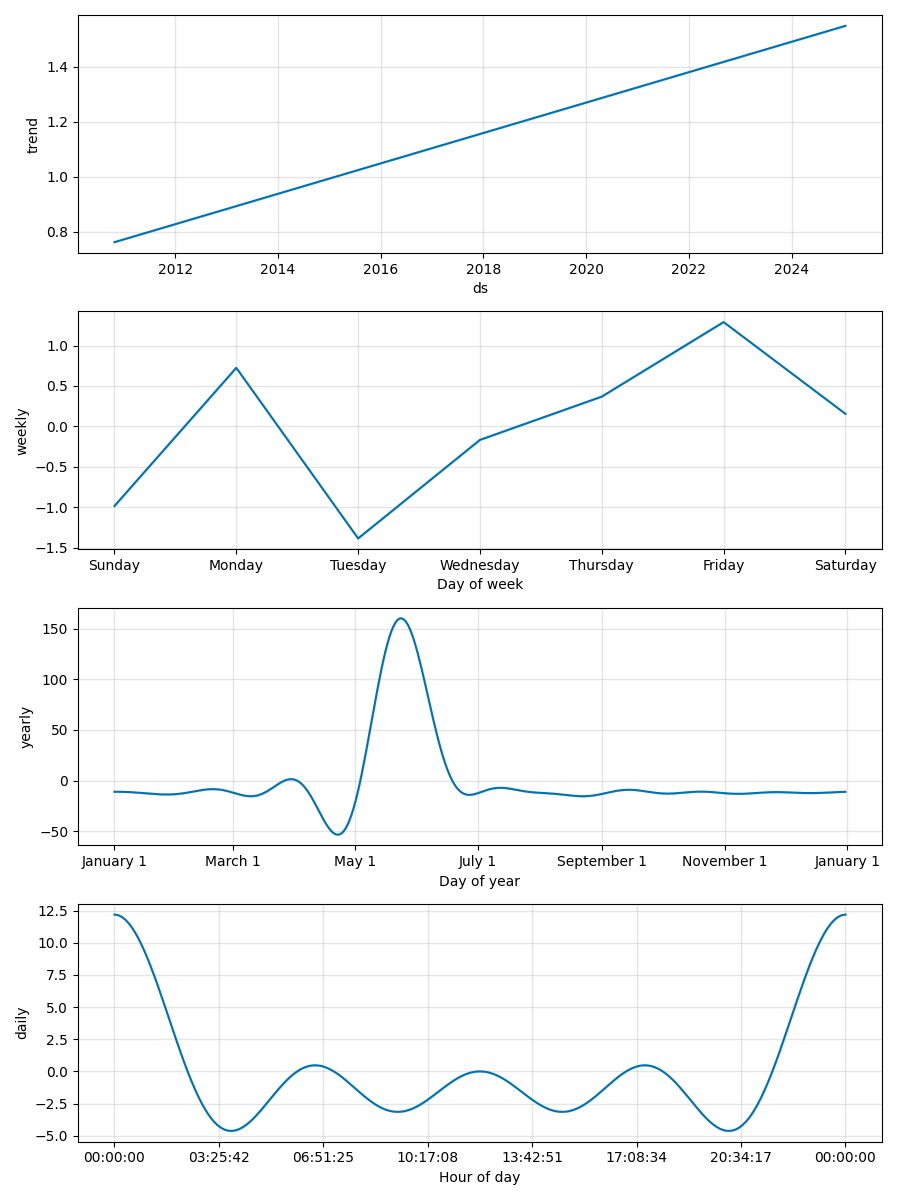 1.4
1.2
1.0
0.8
trend
2012 2014 2016 2018 2020 2022 2024
ds
1.0
0.5
0.0
−0.5
−1.0
−1.5
weekly
Sunday Monday Tuesday Wednesday Thursday Friday Saturday
Day of week
150
100
50
0
−50
yearly
January 1 March 1 May 1 July 1 September 1 November 1 January 1
Day of year
12.5
10.0
7.5
5.0
2.5
0.0
−2.5
−5.0
daily
00:00:00 03:25:42 06:51:25 10:17:08 13:42:51 17:08:34 20:34:17 00:00:00
Hour of day